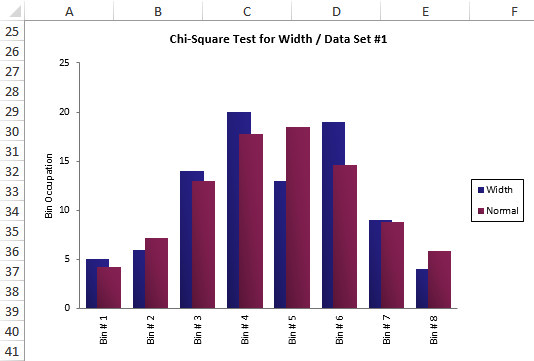 A B C D E F
25
26
27
28
29
30
31
32
33
34
35
36
37
38
39
40
41
Chi-Square Test for Width / Data Set #1
25
20
15
10
5
0
Bin Occupation
Bin # 1
Bin # 2
Bin # 3
Bin # 4
Bin # 5
Bin # 6
Bin # 7
Bin # 8
Width
Normal